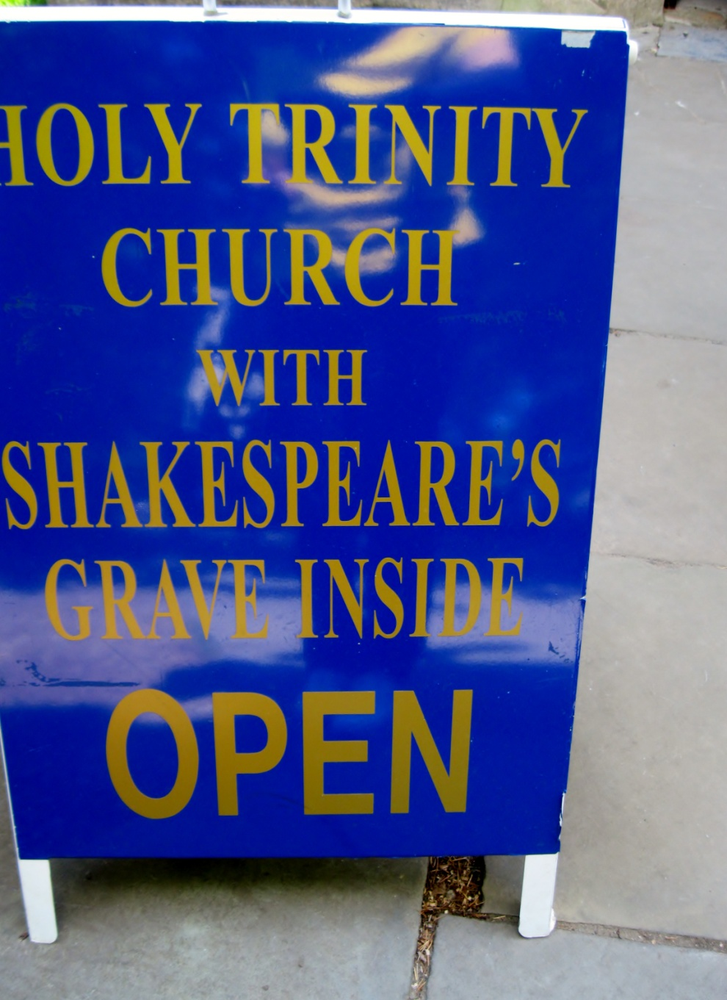 HOLY TRINITY
CHURCH
WITH
SHAKESPEARE’S
GRAVE INSIDE
OPEN